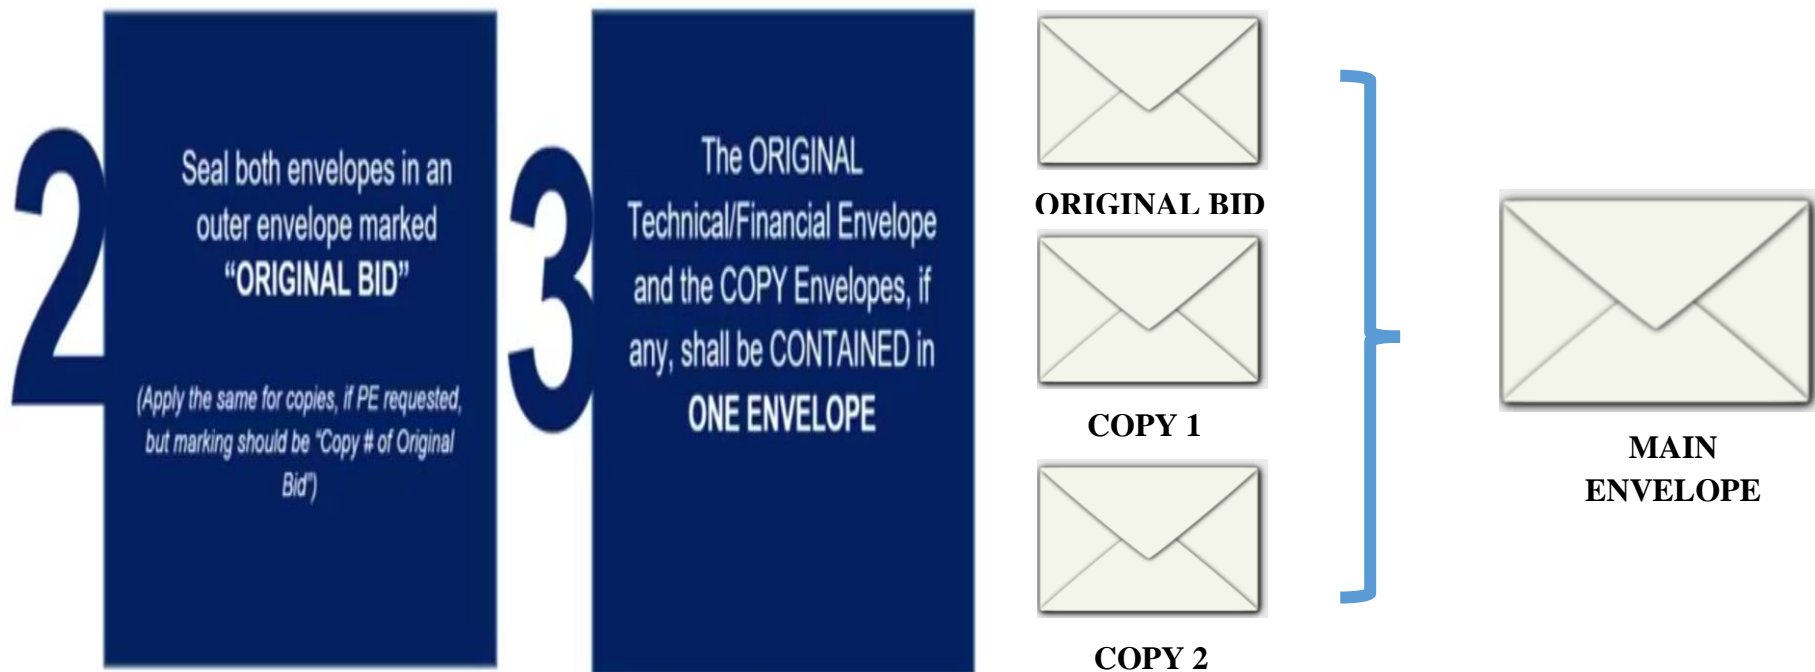 2
Seal both envelopes in an
outer envelope marked
“ORIGINAL BID”
(Apply the same for copies, if PE requested,
but marking should be “Copy # of Original
Bid”)
3
The ORIGINAL
Technical/Financial Envelope
and the COPY Envelopes, if
any, shall be CONTAINED in
ONE ENVELOPE
ORIGINAL BID
COPY 1
COPY 2
MAIN
ENVELOPE